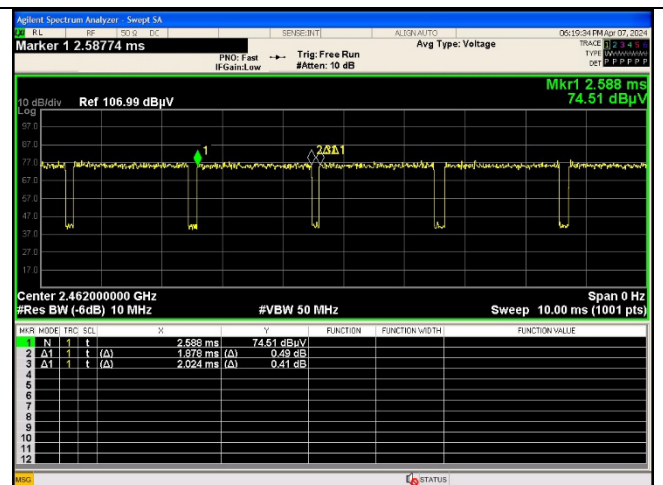 Agilent Spectrum Analyzer - Swept SA
RL RF 50 Ω DC SENSE:INT ALIGN AUTO 06:19:34 PM Apr 07, 2024
Marker 1 2.58774 ms Avg Type: Voltage TRACE 1 2 3 4 5 6
PNO: Fast Trig: Free Run TYPE
IFGain:Low #Atten: 10 dB DET P P P P P P
Mkr1 2.588 ms
10 dB/div Ref 106.99 dBµV 74.51 dBµV
Log
97.0
87.0
1 2Δ1
77.0
67.0
57.0
47.0
37.0
27.0
17.0
Center 2.462000000 GHz Span 0 Hz
#Res BW (-6dB) 10 MHz #VBW 50 MHz Sweep 10.00 ms (1001 pts)
MKR MODE TRC SCL X Y FUNCTION FUNCTION WIDTH FUNCTION VALUE
1 N 1 t 2.588 ms 74.51 dBµV
2 Δ1 1 t (Δ) 1.878 ms (Δ) 0.49 dB
3 Δ1 1 t (Δ) 2.024 ms (Δ) 0.41 dB
4
5
6
7
8
9
10
11
12
MSG STATUS